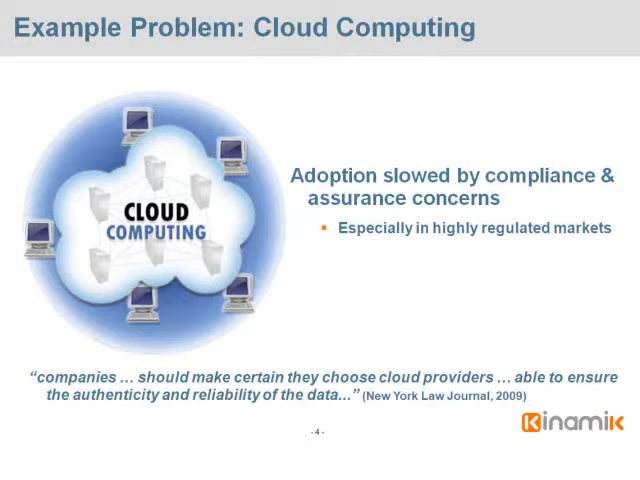 Example Problem: Cloud Computing
CLOUD
COMPUTING
Adoption slowed by compliance &
assurance concerns
▪ Especially in highly regulated markets
“companies … should make certain they choose cloud providers … able to ensure
the authenticity and reliability of the data...” (New York Law Journal, 2009)
Kinamik
- 4 -